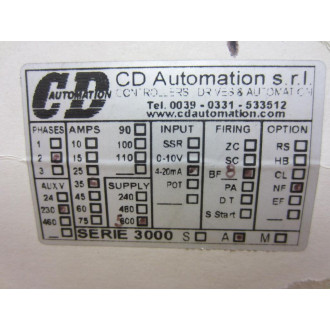 CD AUTOMATION
CD Automation s.r.l.
CONTROLLERS, DRIVES & AUTOMATION
Tel. 0039 - 0331 - 533512
www.cdautomation.com
PHASES AMPS 90 INPUT FIRING OPTION
1 10 100 SSR ZC RS
2 15 110 0-10V SC HB
3 25 4-20mA BF 8 CL
AUX V 35 SUPPLY POT PA NF
24 45 240 DT EF
230 60 480 S Start
460 75 600
SERIE 3000 S A M